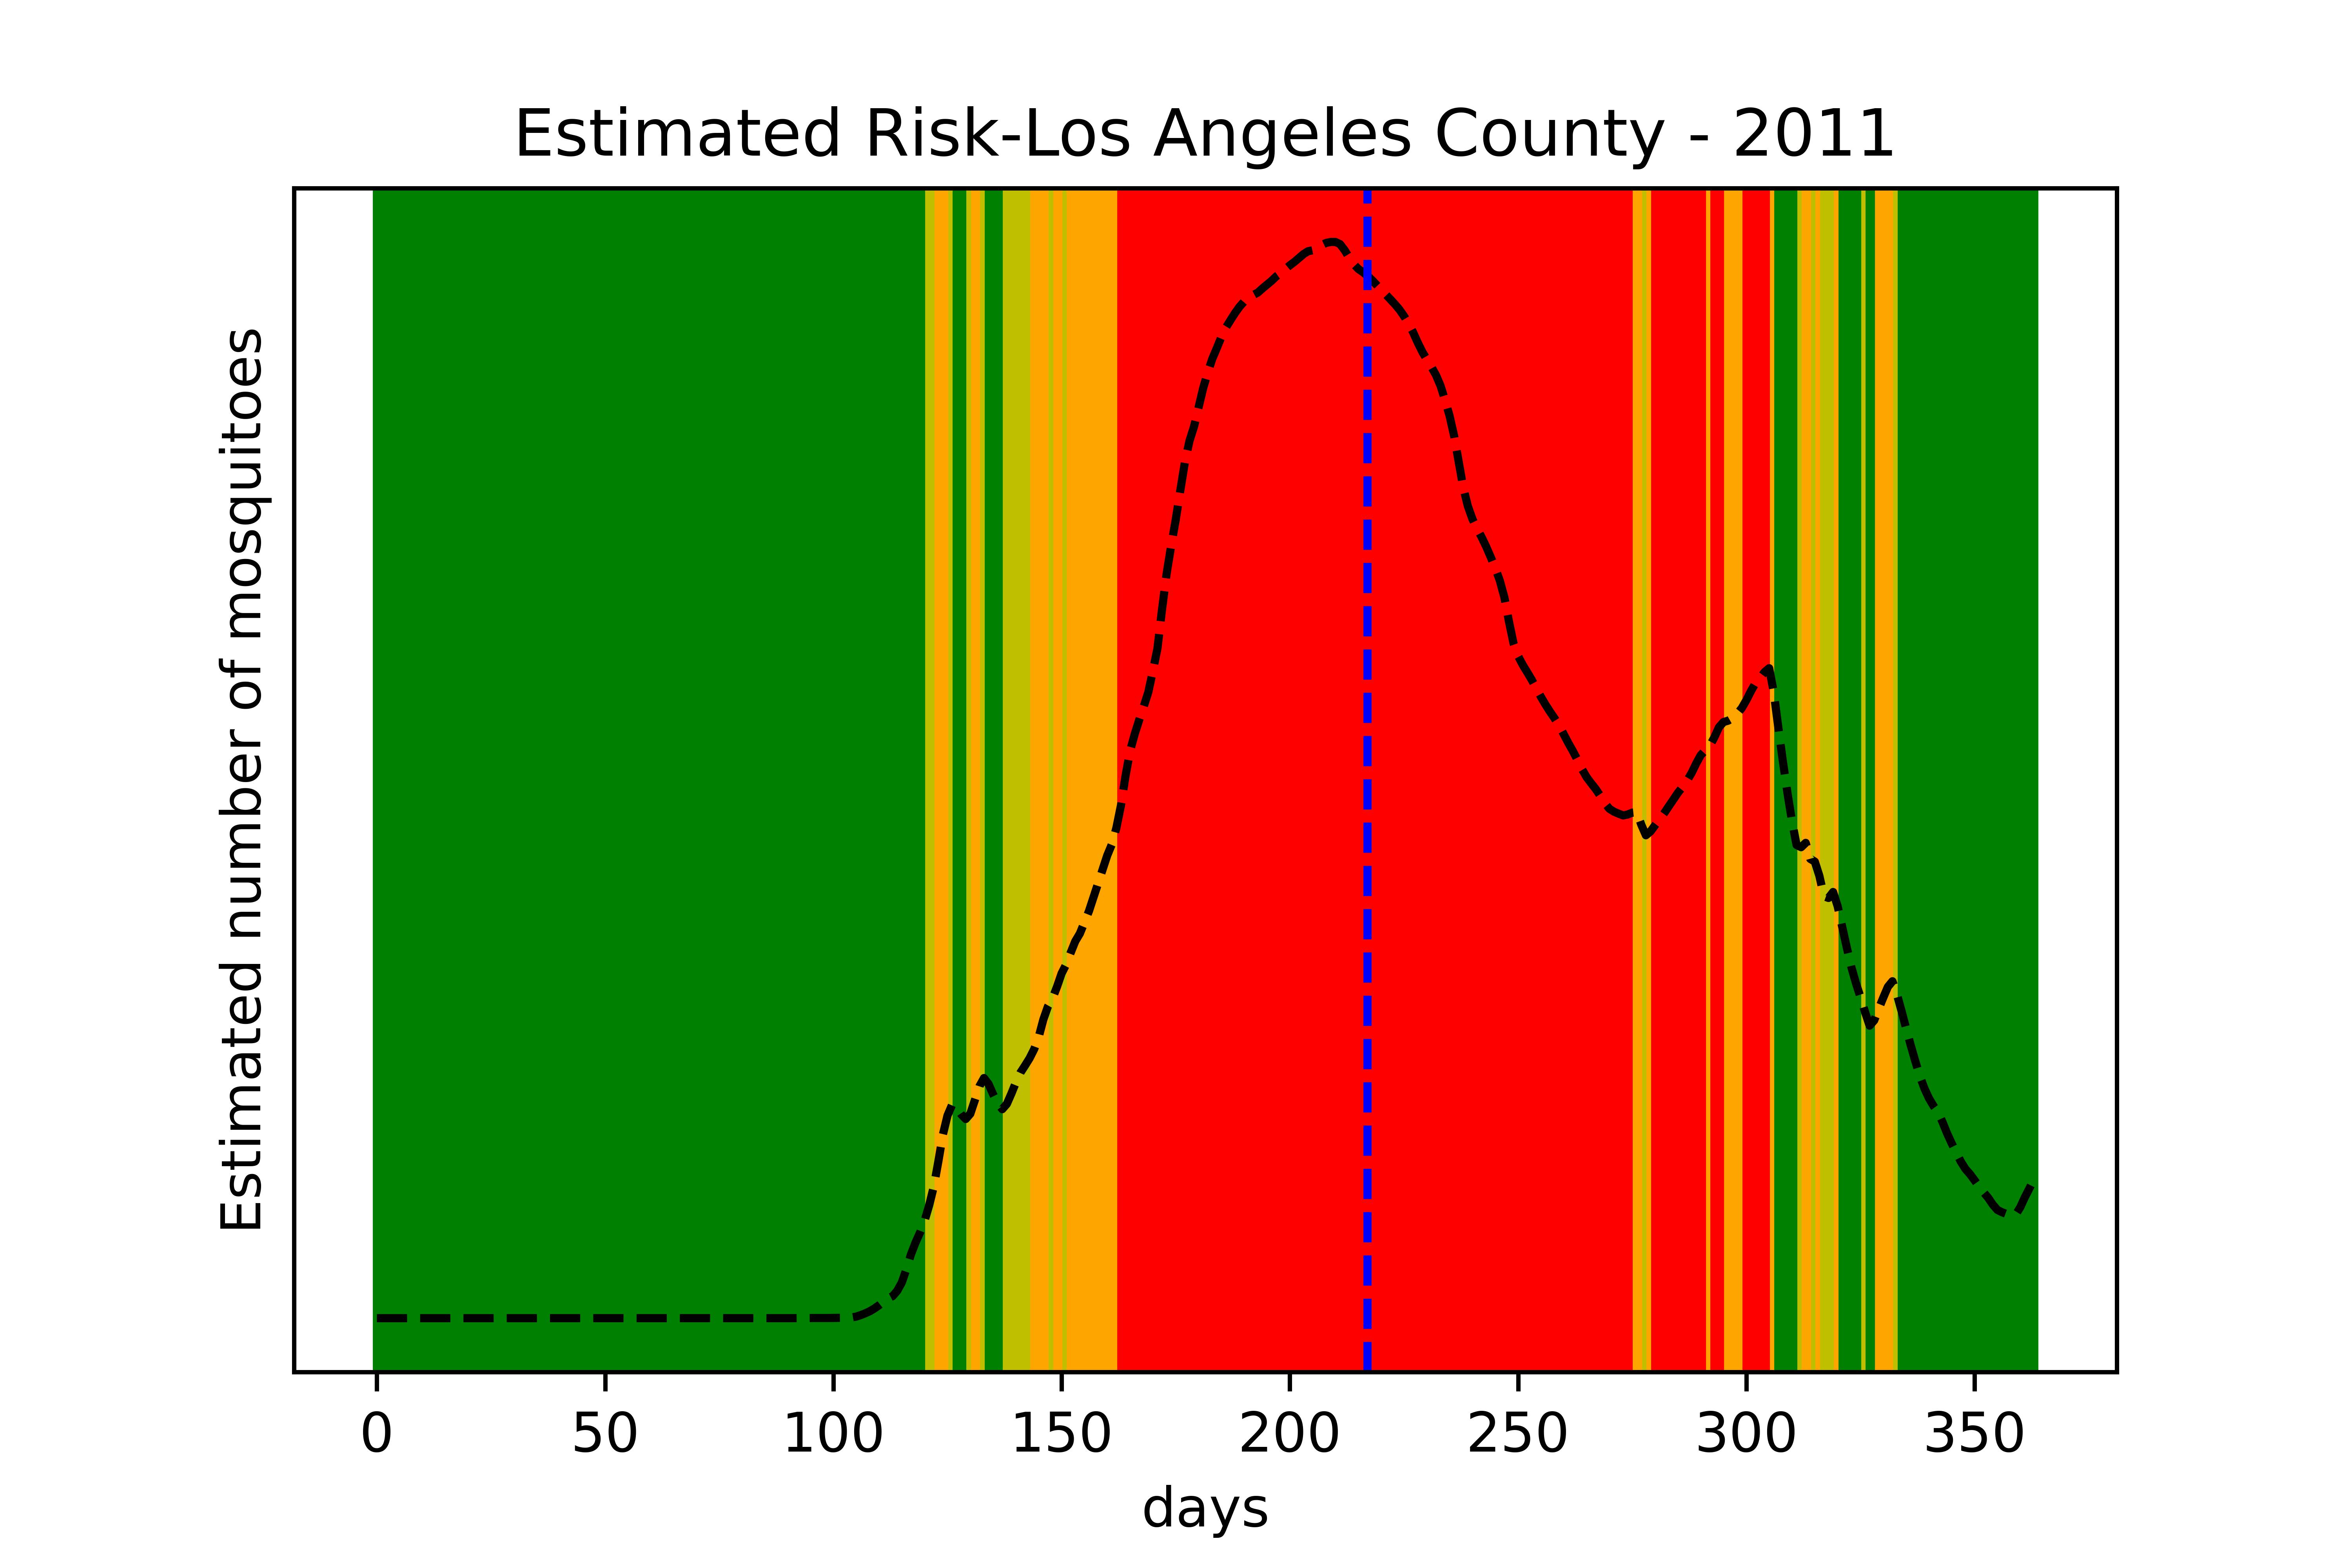 Estimated Risk-Los Angeles County - 2011
Estimated number of mosquitoes
0 50 100 150 200 250 300 350
days